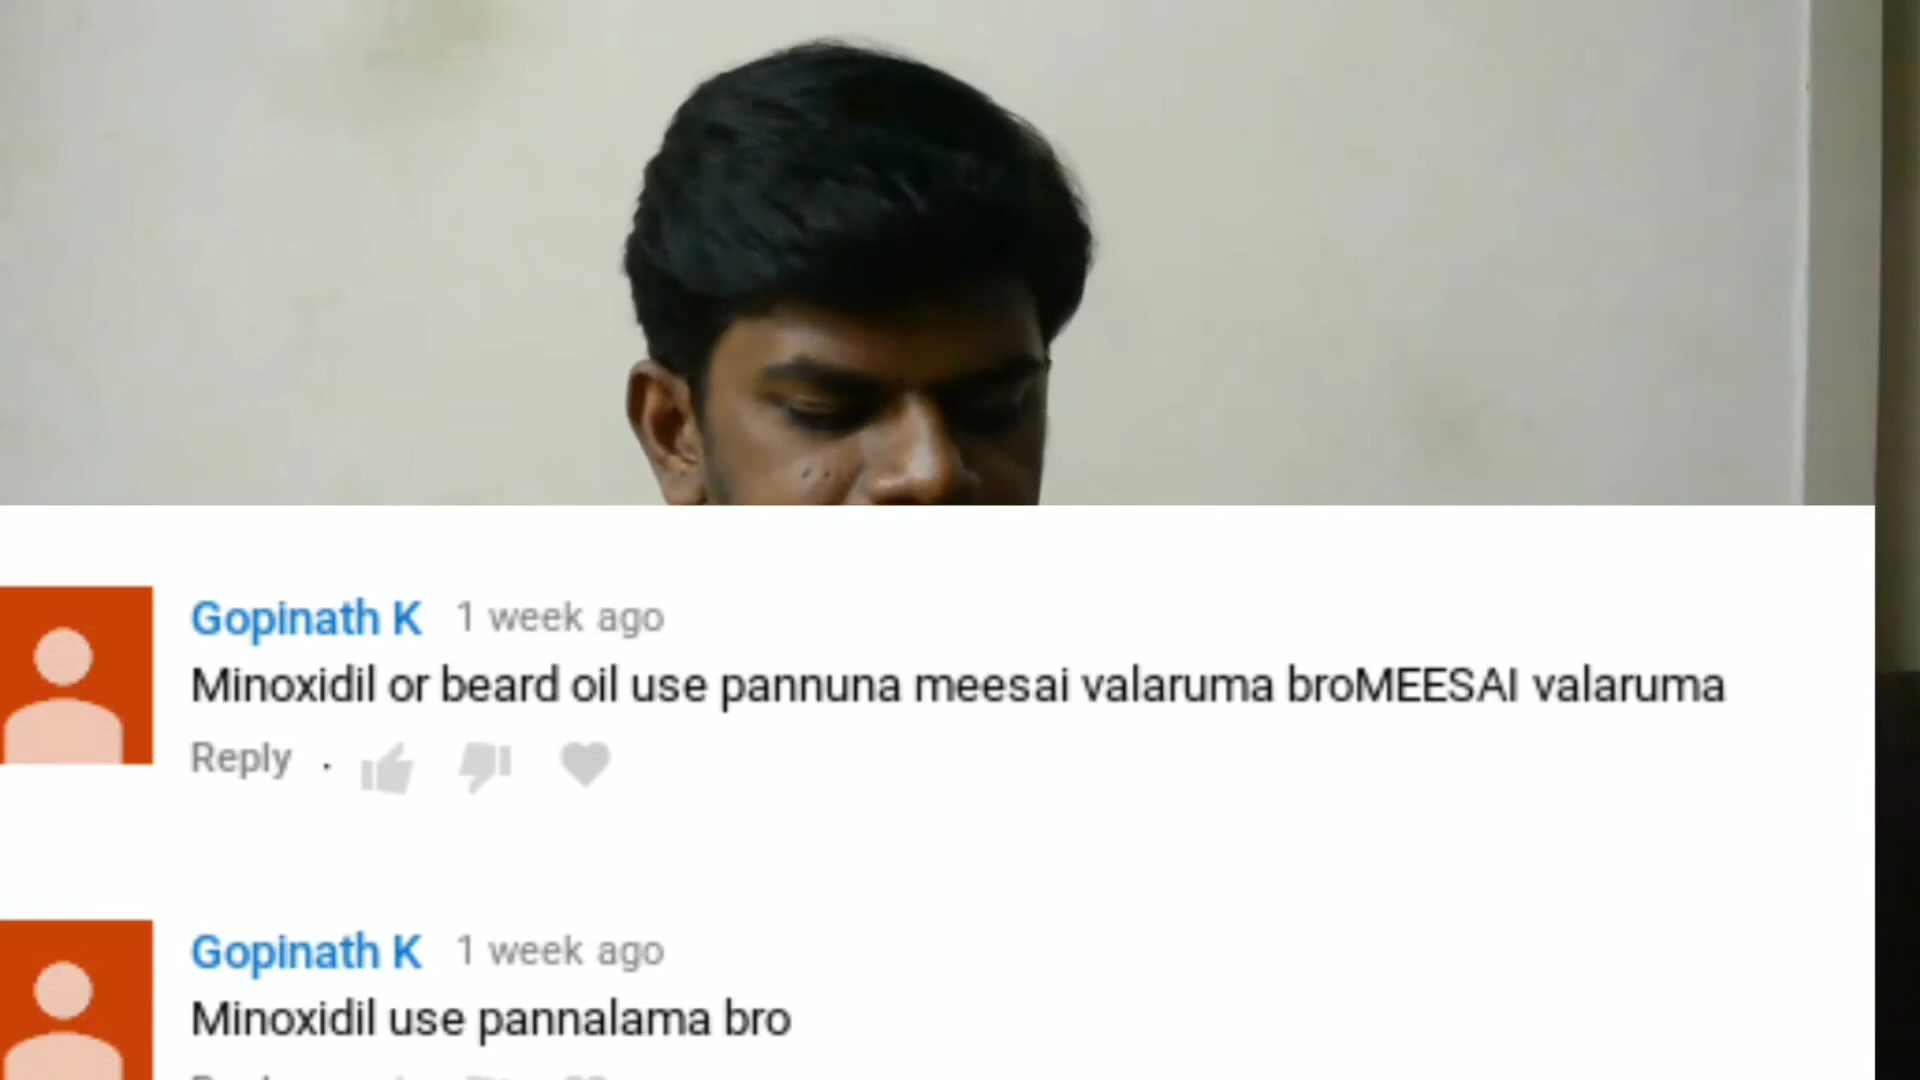 Gopinath K 1 week ago
Minoxidil or beard oil use pannuna meesai valaruma broMEESAI valaruma
Reply .
Gopinath K 1 week ago
Minoxidil use pannalama bro